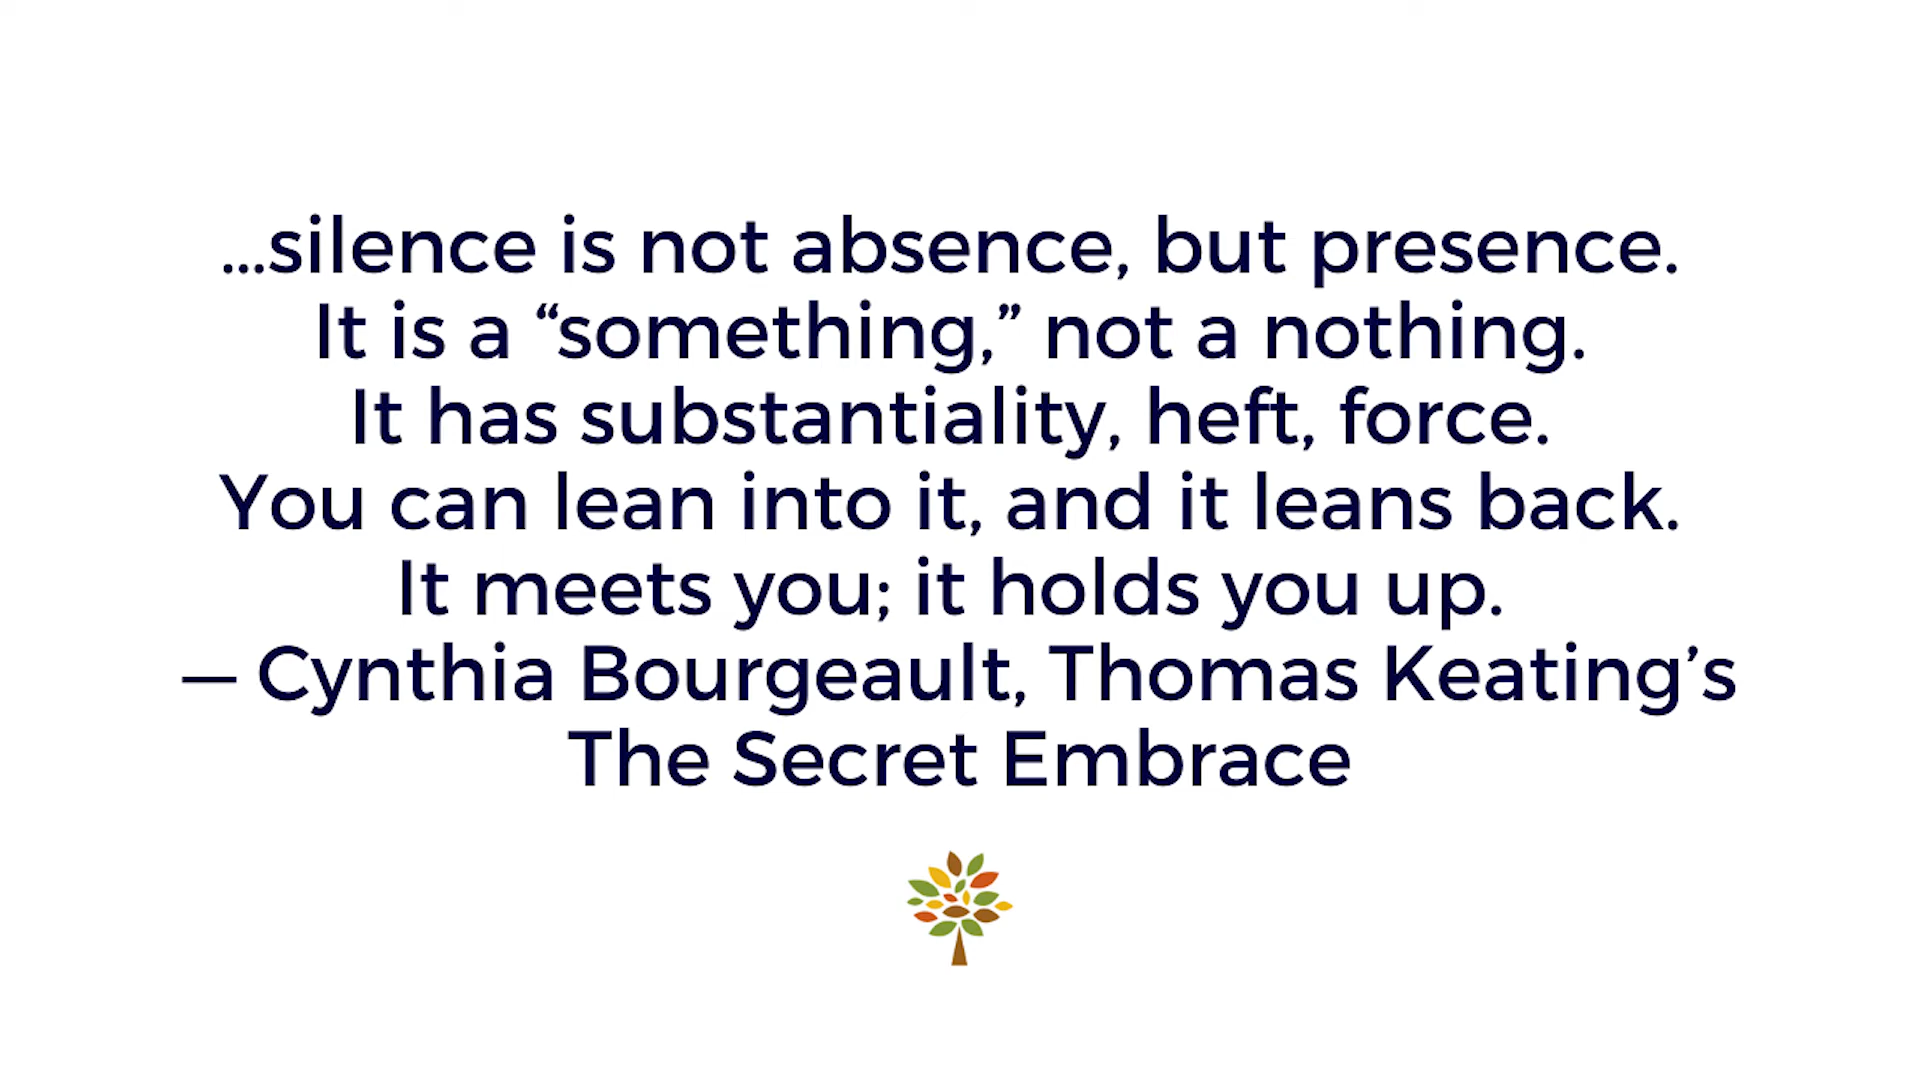 ...silence is not absence, but presence.
It is a “something,” not a nothing.
It has substantiality, heft, force.
You can lean into it, and it leans back.
It meets you; it holds you up.
— Cynthia Bourgeault, Thomas Keating’s
The Secret Embrace